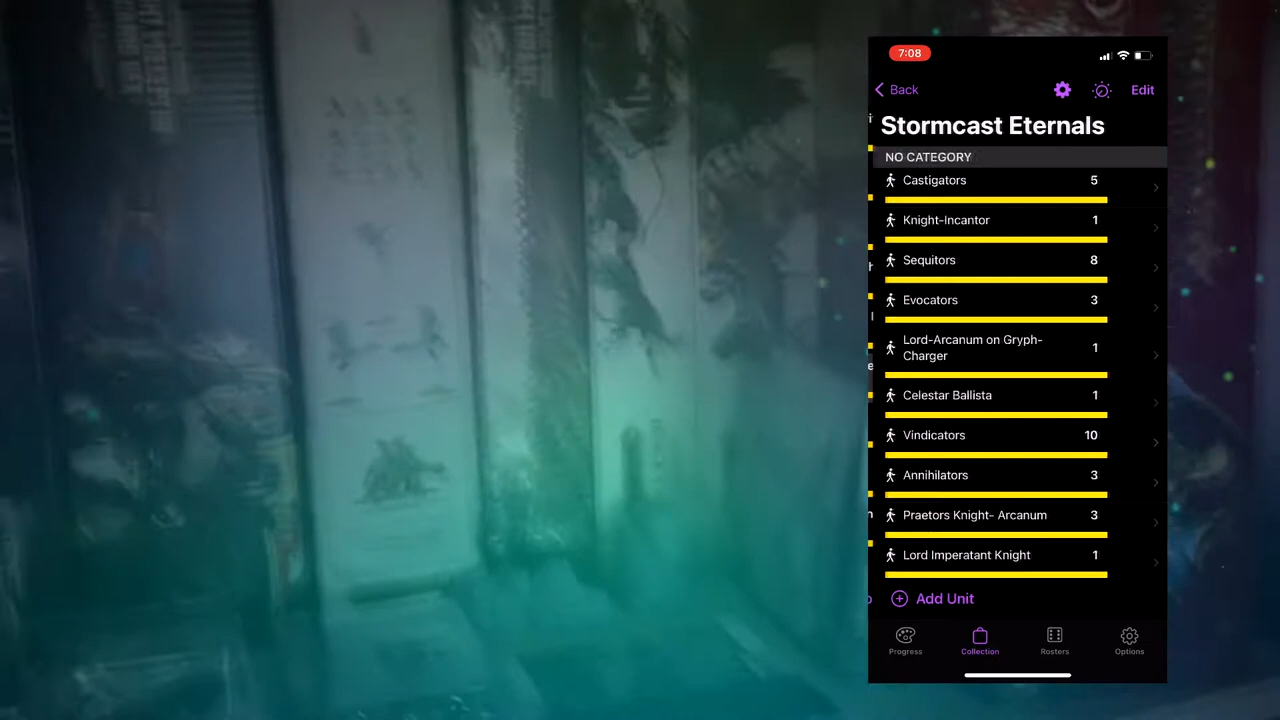 7:08
Back
Edit
Stormcast Eternals
NO CATEGORY
Castigators 5
Knight-Incantor 1
Sequitors 8
Evocators 3
Lord-Arcanum on Gryph-
Charger 1
Celestar Ballista 1
Vindicators 10
Annihilators 3
Praetors Knight- Arcanum 3
Lord Imperatant Knight 1
Add Unit
Progress Collection Rosters Options